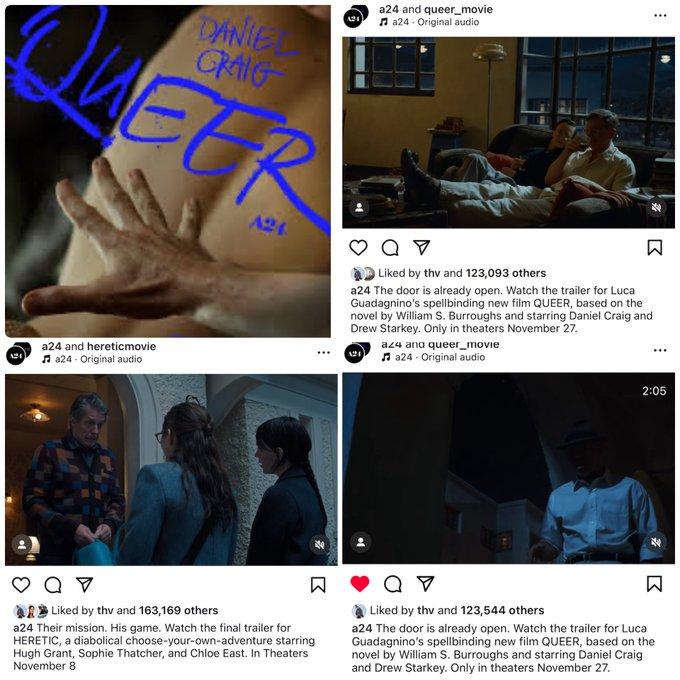 DANIEL
CRAIG
QUEER
A24
a24 and queer_movie
a24 · Original audio
Liked by thv and 123,093 others
a24 The door is already open. Watch the trailer for Luca
Guadagnino's spellbinding new film QUEER, based on the
novel by William S. Burroughs and starring Daniel Craig and
Drew Starkey. Only in theaters November 27.
A24
a24 and hereticmovie
a24 · Original audio
Liked by thv and 163,169 others
a24 Their mission. His game. Watch the final trailer for
HERETIC, a diabolical choose-your-own-adventure starring
Hugh Grant, Sophie Thatcher, and Chloe East. In Theaters
November 8
A24
a24 and queer_movie
a24 · Original audio
2:05
Liked by thv and 123,544 others
a24 The door is already open. Watch the trailer for Luca
Guadagnino's spellbinding new film QUEER, based on the
novel by William S. Burroughs and starring Daniel Craig
and Drew Starkey. Only in theaters November 27.
A24